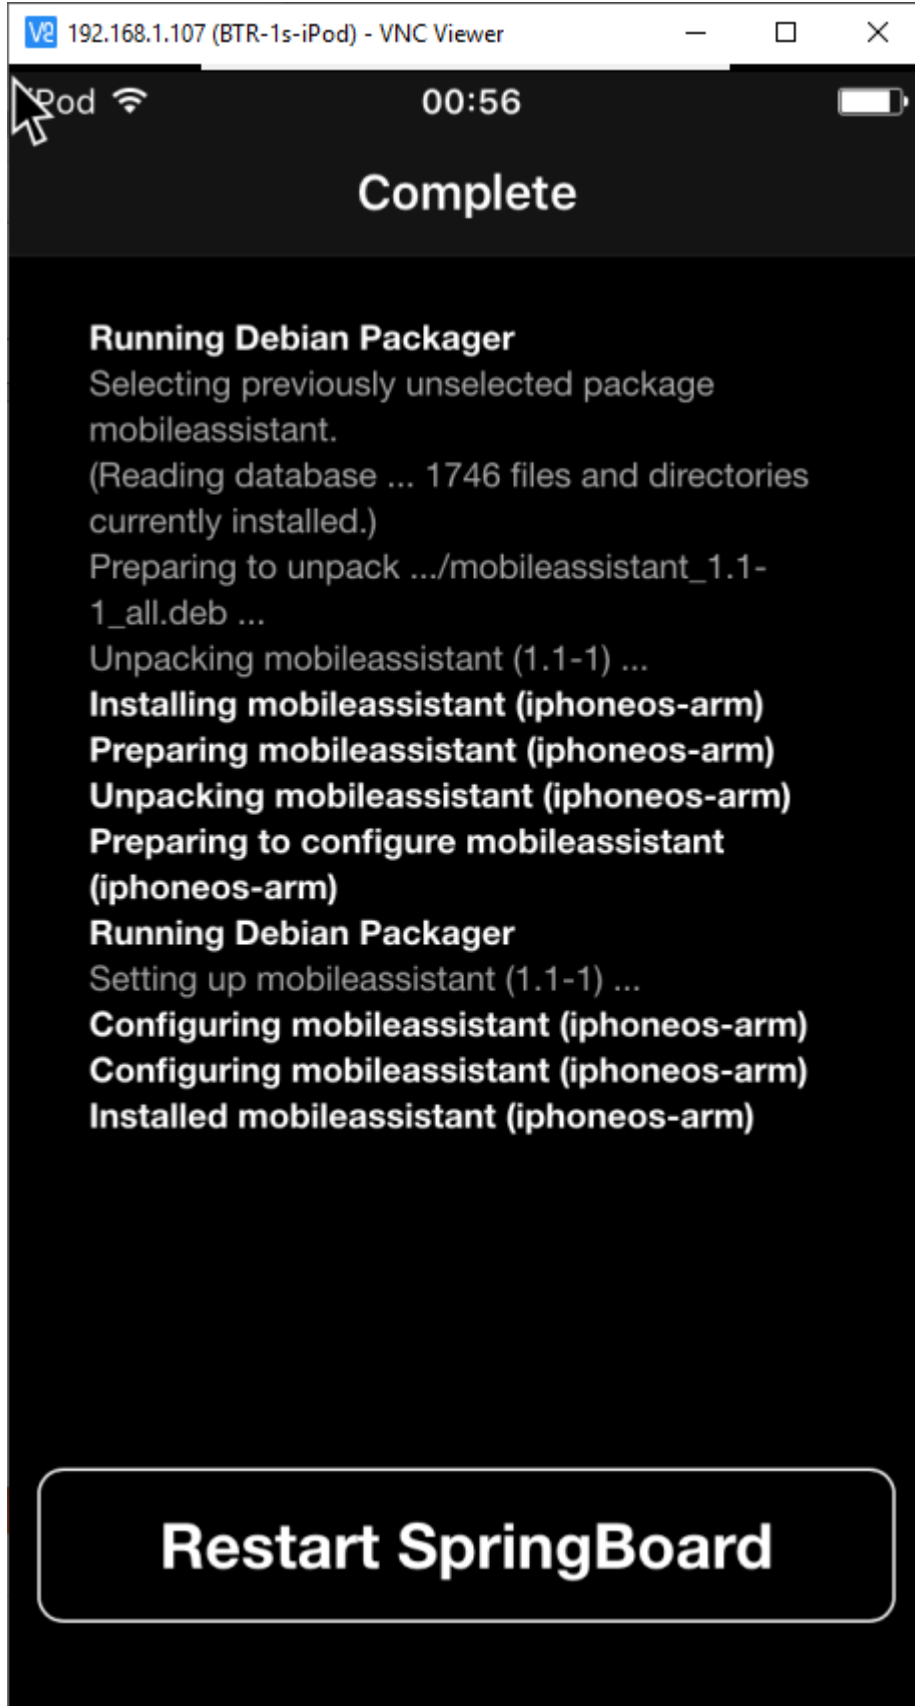 192.168.1.107 (BTR-1s-iPod) - VNC Viewer
iPod 00:56
Complete
Running Debian Packager
Selecting previously unselected package
mobileassistant.
(Reading database ... 1746 files and directories
currently installed.)
Preparing to unpack .../mobileassistant_1.1-
1_all.deb ...
Unpacking mobileassistant (1.1-1) ...
Installing mobileassistant (iphoneos-arm)
Preparing mobileassistant (iphoneos-arm)
Unpacking mobileassistant (iphoneos-arm)
Preparing to configure mobileassistant
(iphoneos-arm)
Running Debian Packager
Setting up mobileassistant (1.1-1) ...
Configuring mobileassistant (iphoneos-arm)
Configuring mobileassistant (iphoneos-arm)
Installed mobileassistant (iphoneos-arm)
Restart SpringBoard